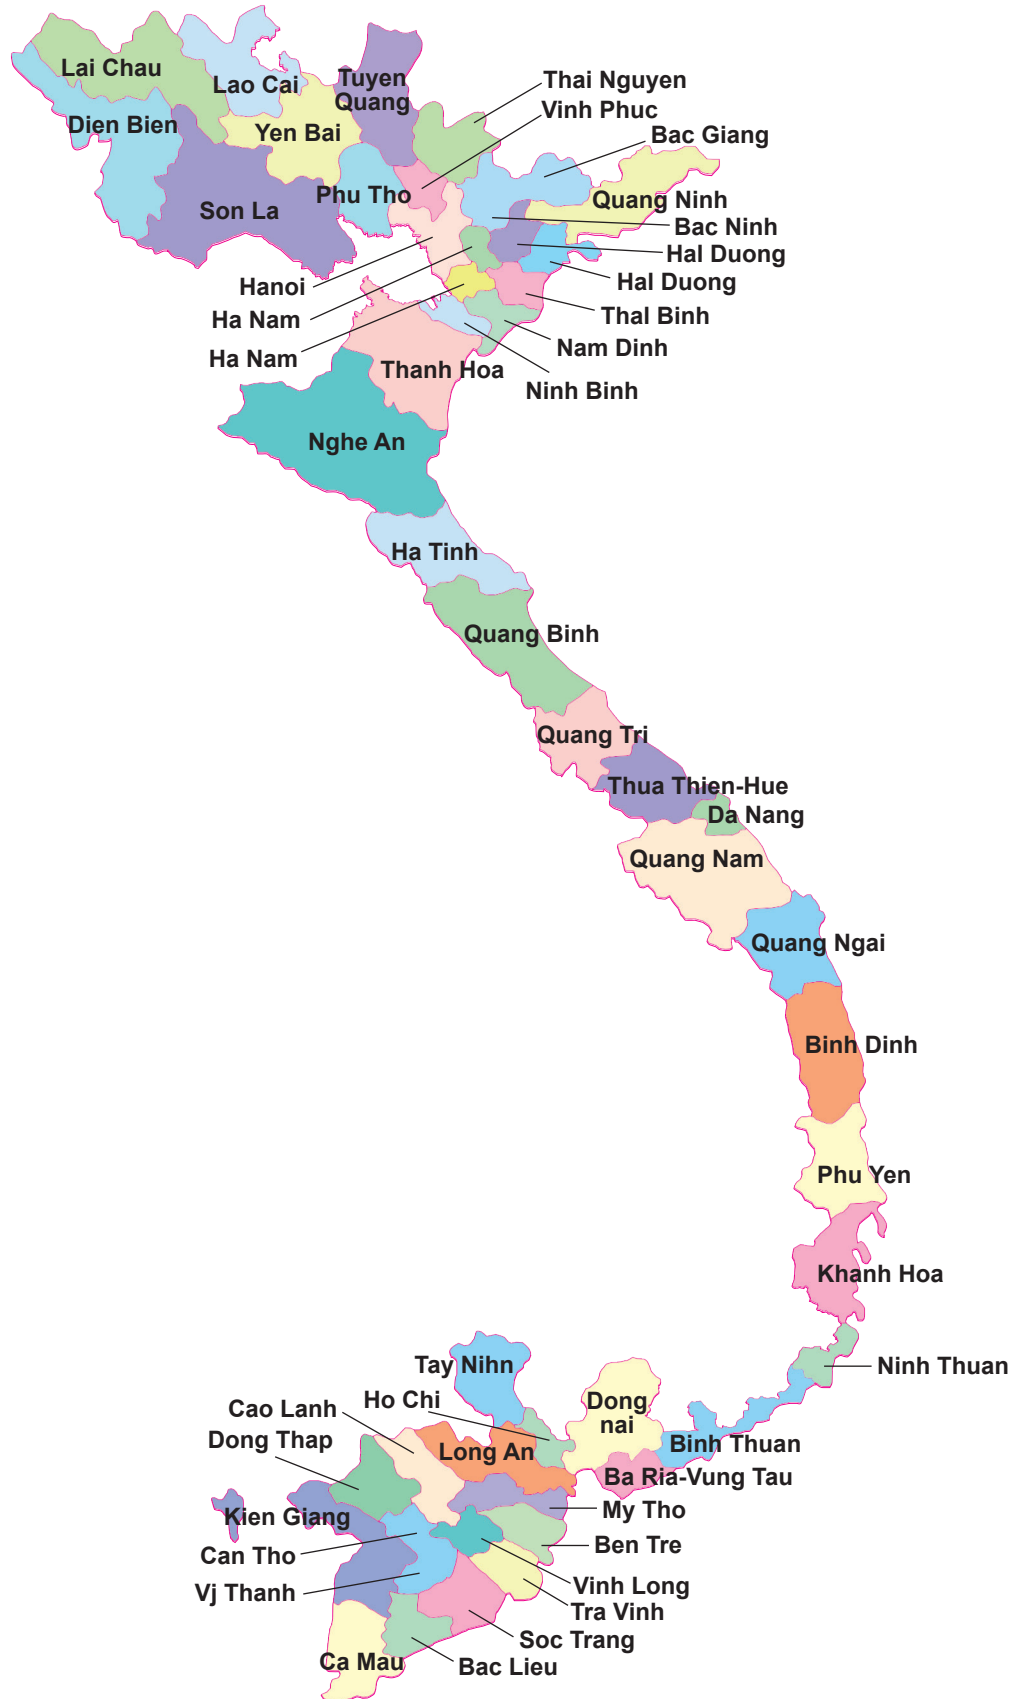 Lai Chau
Lao Cai
Tuyen
Quang
Thai Nguyen
Vinh Phuc
Dien Bien
Yen Bai
Bac Giang
Phu Tho
Quang Ninh
Son La
Bac Ninh
Hal Duong
Hanoi
Hal Duong
Ha Nam
Thal Binh
Ha Nam
Nam Dinh
Thanh Hoa
Ninh Binh
Nghe An
Ha Tinh
Quang Binh
Quang Tri
Thua Thien-Hue
Da Nang
Quang Nam
Quang Ngai
Binh Dinh
Phu Yen
Khanh Hoa
Tay Nihn
Ninh Thuan
Ho Chi
Dong
nai
Cao Lanh
Dong Thap
Long An
Binh Thuan
Ba Ria-Vung Tau
Kien Giang
My Tho
Can Tho
Ben Tre
Vj Thanh
Vinh Long
Tra Vinh
Soc Trang
Ca Mau
Bac Lieu